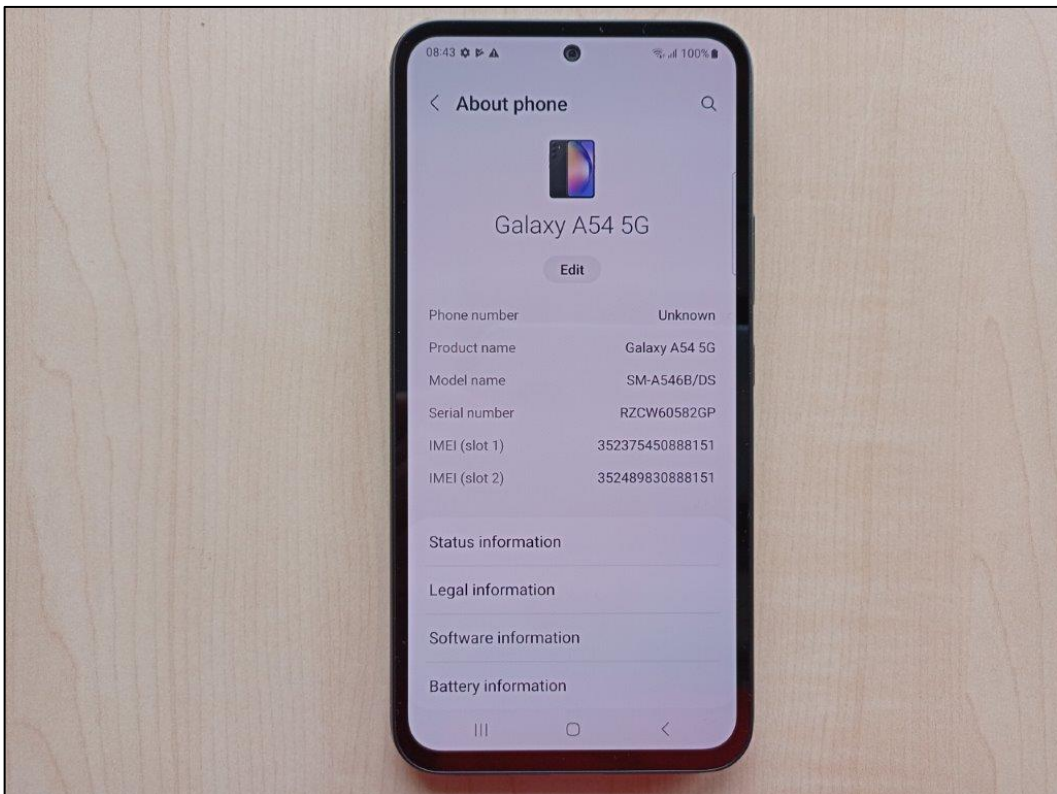 08:43 100%
About phone
Galaxy A54 5G
Edit
Phone number Unknown
Product name Galaxy A54 5G
Model name SM-A546B/DS
Serial number RZCW60582GP
IMEI (slot 1) 352375450888151
IMEI (slot 2) 352489830888151
Status information
Legal information
Software information
Battery information